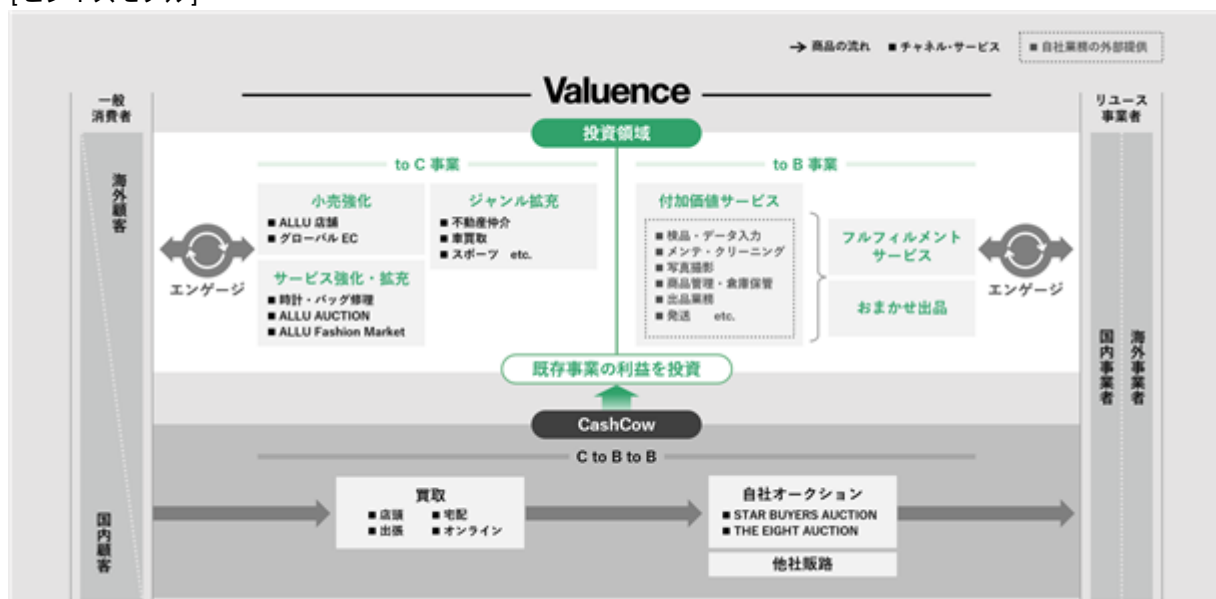 [ビジネスモデル]
→ 商品の流れ ■チャネル・サービス ■自社業務の外部提供
Valuence
一般
消費者
リユース
事業者
投資領域
to C 事業
to B 事業
海外顧客
小売強化
■ ALLU 店舗
■ グローバル EC
ジャンル拡充
■ 不動産仲介
■ 車買取
■ スポーツ etc.
サービス強化・拡充
■ 時計・バッグ修理
■ ALLU AUCTION
■ ALLU Fashion Market
エンゲージ
付加価値サービス
■ 検品・データ入力
■ メンテ・クリーニング
■ 写真撮影
■ 商品管理・倉庫保管
■ 出品業務
■ 発送 etc.
フルフィルメント
サービス
おまかせ出品
エンゲージ
国内事業者
海外事業者
既存事業の利益を投資
CashCow
C to B to B
国内顧客
買取
■ 店頭 ■ 宅配
■ 出張 ■ オンライン
自社オークション
■ STAR BUYERS AUCTION
■ THE EIGHT AUCTION
他社販路